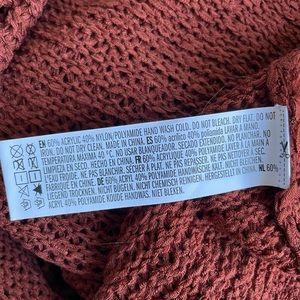 EN 60% ACRYLIC 40% NYLON/POLYAMIDE HAND WASH COLD. DO NOT BLEACH. DRY FLAT. DO NOT
IRON. DO NOT DRY CLEAN. MADE IN CHINA. ES 60% acrílico 40% poliamida LAVAR A MANO.
TEMPERATURA MAXIMA 40 °C. NO USAR BLANQUEADOR. SECADO EXTENDIDO. NO PLANCHAR. NO
LIMPIEZA EN SECO. HECHO EN CHINA. FR 60% ACRYLIQUE 40% POLYAMIDE LAVAGE À LA MAIN À
L'EAU FROIDE. NE PAS BLANCHIR. SÉCHER À PLAT. NE PAS REPASSER. NE PAS NETTOYER A SEC.
FABRIQUÉ EN CHINE. DE 60% ACRYL 40% POLYAMID HANDWÄSCHE KALT. NICHT BLEICHEN.
LIEGEND TROCKNEN. NICHT BÜGELN. NICHT CHEMISCH REINIGEN. HERGESTELLT IN CHINA. NL 60%
ACRYL 40% POLYAMIDE KOUDE HANDWAS. NIET BLEKEN.